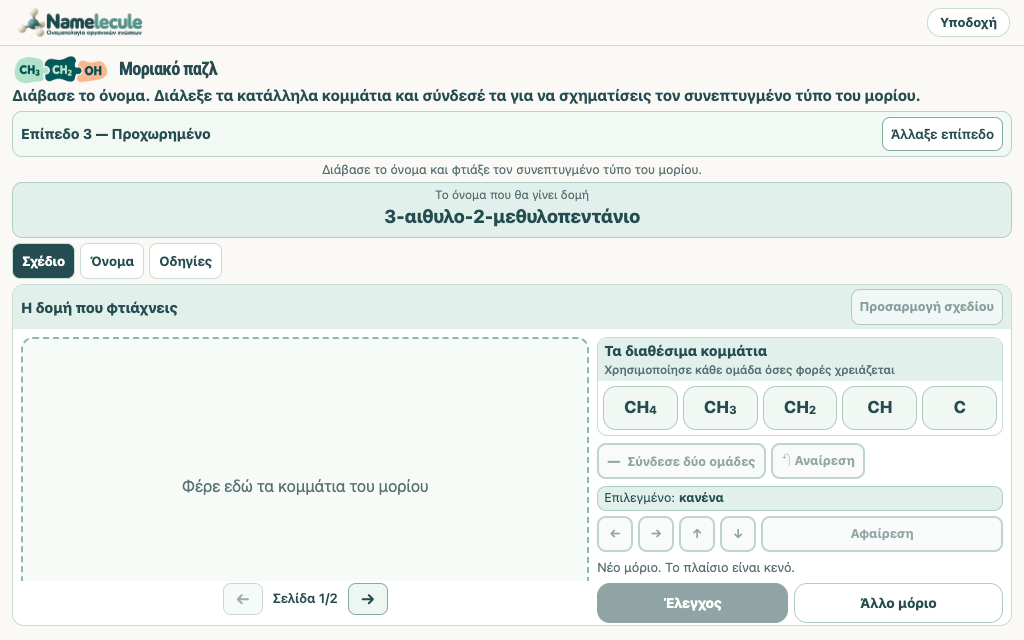 Namelecule
Ονοματολογία οργανικών ενώσεων
Υποδοχή
CH₃ CH₂ OH Μοριακό παζλ
Διάβασε το όνομα. Διάλεξε τα κατάλληλα κομμάτια και σύνδεσέ τα για να σχηματίσεις τον συνεπτυγμένο τύπο του μορίου.
Επίπεδο 3 — Προχωρημένο
Άλλαξε επίπεδο
Διάβασε το όνομα και φτιάξε τον συνεπτυγμένο τύπο του μορίου.
Το όνομα που θα γίνει δομή
3-αιθυλο-2-μεθυλοπεντάνιο
Σχέδιο Όνομα Οδηγίες
Η δομή που φτιάχνεις
Προσαρμογή σχεδίου
Φέρε εδώ τα κομμάτια του μορίου
← Σελίδα 1/2 →
Τα διαθέσιμα κομμάτια
Χρησιμοποίησε κάθε ομάδα όσες φορές χρειάζεται
CH₄ CH₃ CH₂ CH C
— Σύνδεσε δύο ομάδες Αναίρεση
Επιλεγμένο: κανένα
← → ↑ ↓ Αφαίρεση
Νέο μόριο. Το πλαίσιο είναι κενό.
Έλεγχος Άλλο μόριο